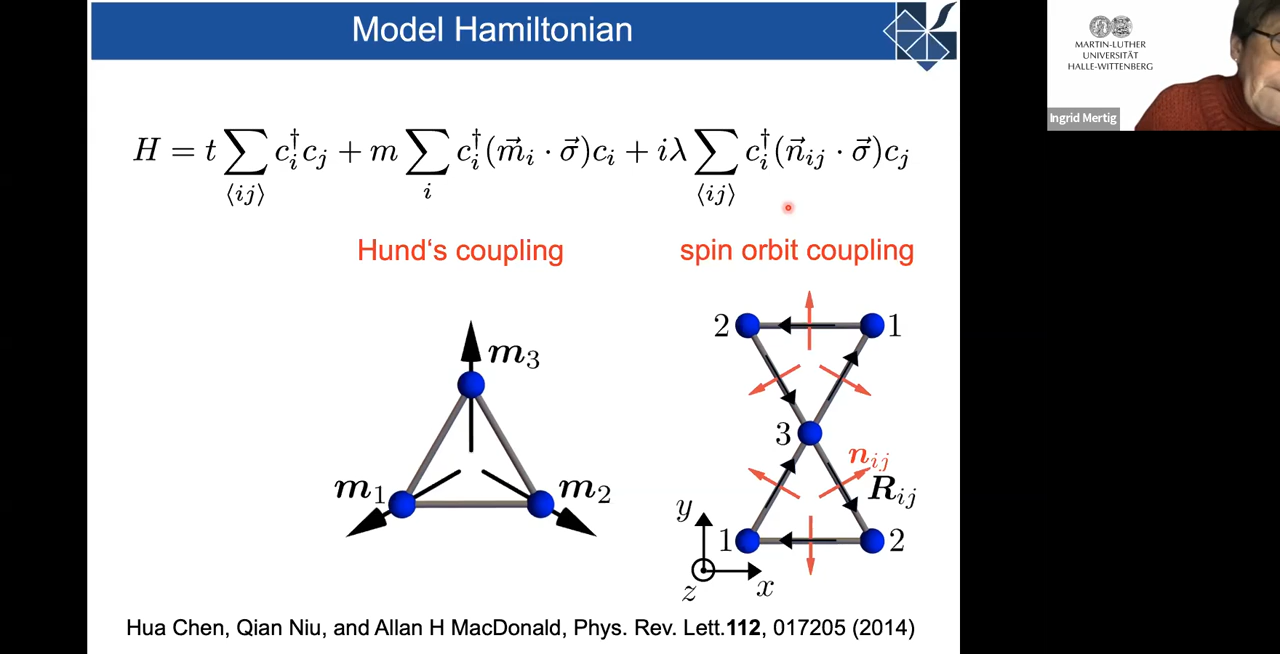 Model Hamiltonian
MARTIN-LUTHER
UNIVERSITÄT
HALLE-WITTENBERG
Ingrid Mertig
H = t ∑⟨ij⟩ c†ᵢcⱼ + m ∑ᵢ c†ᵢ(m⃗ᵢ · σ⃗)cᵢ + iλ ∑⟨ij⟩ c†ᵢ(n⃗ᵢⱼ · σ⃗)cⱼ
Hund‘s coupling
spin orbit coupling
m₃
m₁
m₂
2
1
3
nᵢⱼ
Rᵢⱼ
1
2
y
z
x
Hua Chen, Qian Niu, and Allan H MacDonald, Phys. Rev. Lett.112, 017205 (2014)